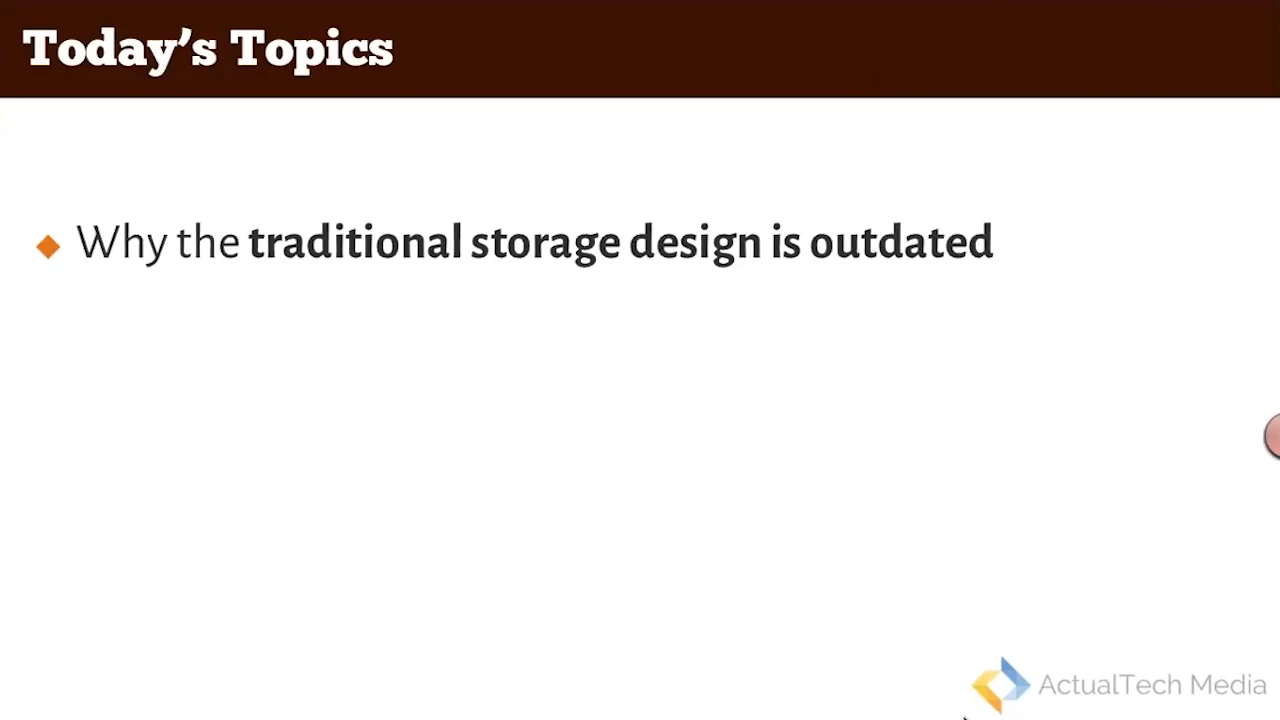 Today’s Topics
Why the traditional storage design is outdated
ActualTech Media